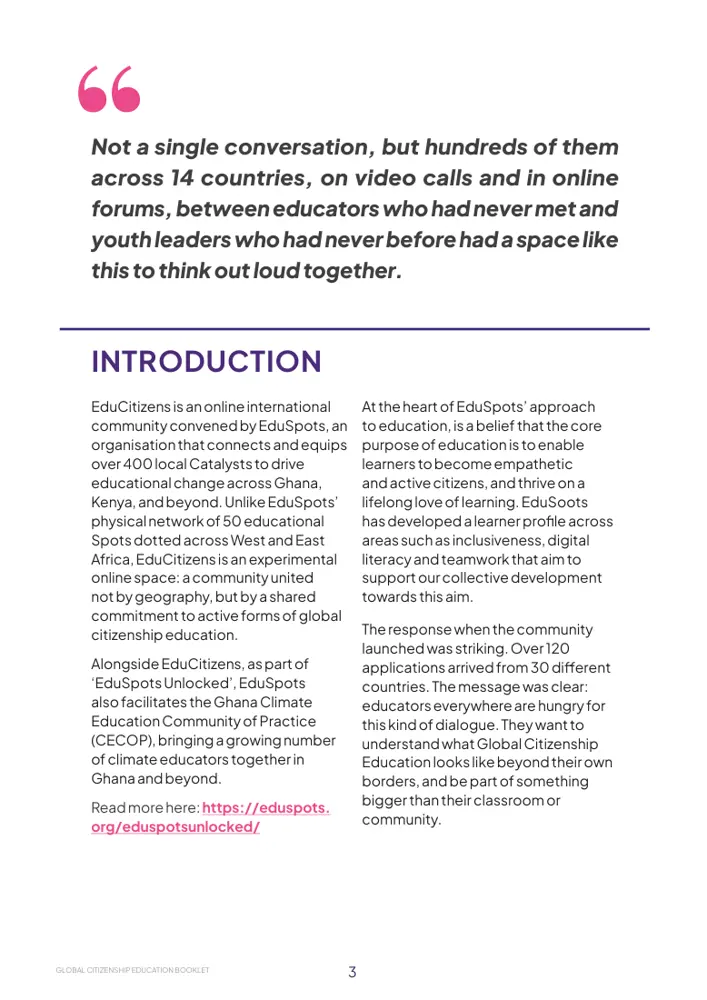 “
Not a single conversation, but hundreds of them
across 14 countries, on video calls and in online
forums, between educators who had never met and
youth leaders who had never before had a space like
this to think out loud together.
INTRODUCTION
EduCitizens is an online international
community convened by EduSpots, an
organisation that connects and equips
over 400 local Catalysts to drive
educational change across Ghana,
Kenya, and beyond. Unlike EduSpots’
physical network of 50 educational
Spots dotted across West and East
Africa, EduCitizens is an experimental
online space: a community united
not by geography, but by a shared
commitment to active forms of global
citizenship education.
Alongside EduCitizens, as part of
‘EduSpots Unlocked’, EduSpots
also facilitates the Ghana Climate
Education Community of Practice
(CECOP), bringing a growing number
of climate educators together in
Ghana and beyond.
Read more here: https://eduspots.
org/eduspotsunlocked/
At the heart of EduSpots’ approach
to education, is a belief that the core
purpose of education is to enable
learners to become empathetic
and active citizens, and thrive on a
lifelong love of learning. EduSoots
has developed a learner profile across
areas such as inclusiveness, digital
literacy and teamwork that aim to
support our collective development
towards this aim.
The response when the community
launched was striking. Over 120
applications arrived from 30 different
countries. The message was clear:
educators everywhere are hungry for
this kind of dialogue. They want to
understand what Global Citizenship
Education looks like beyond their own
borders, and be part of something
bigger than their classroom or
community.
GLOBAL CITIZENSHIP EDUCATION BOOKLET
3